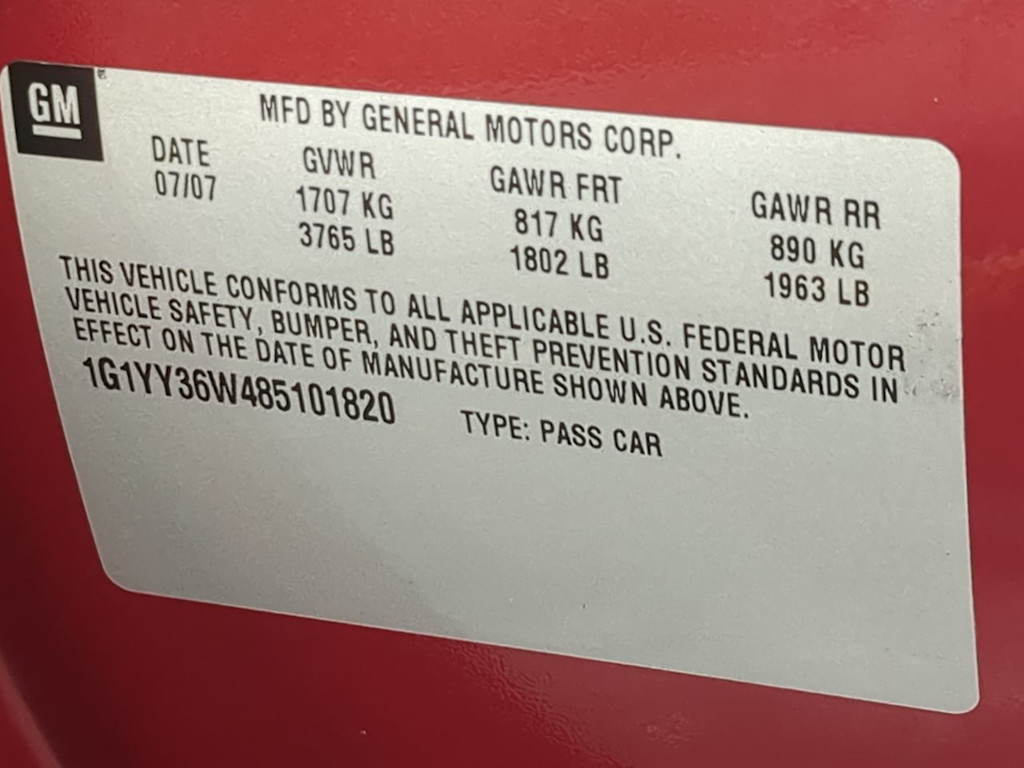 GM
MFD BY GENERAL MOTORS CORP.
DATE GVWR GAWR FRT GAWR RR
07/07 1707 KG 817 KG 890 KG
3765 LB 1802 LB 1963 LB
THIS VEHICLE CONFORMS TO ALL APPLICABLE U.S. FEDERAL MOTOR
VEHICLE SAFETY, BUMPER, AND THEFT PREVENTION STANDARDS IN
EFFECT ON THE DATE OF MANUFACTURE SHOWN ABOVE.
1G1YY36W485101820 TYPE: PASS CAR